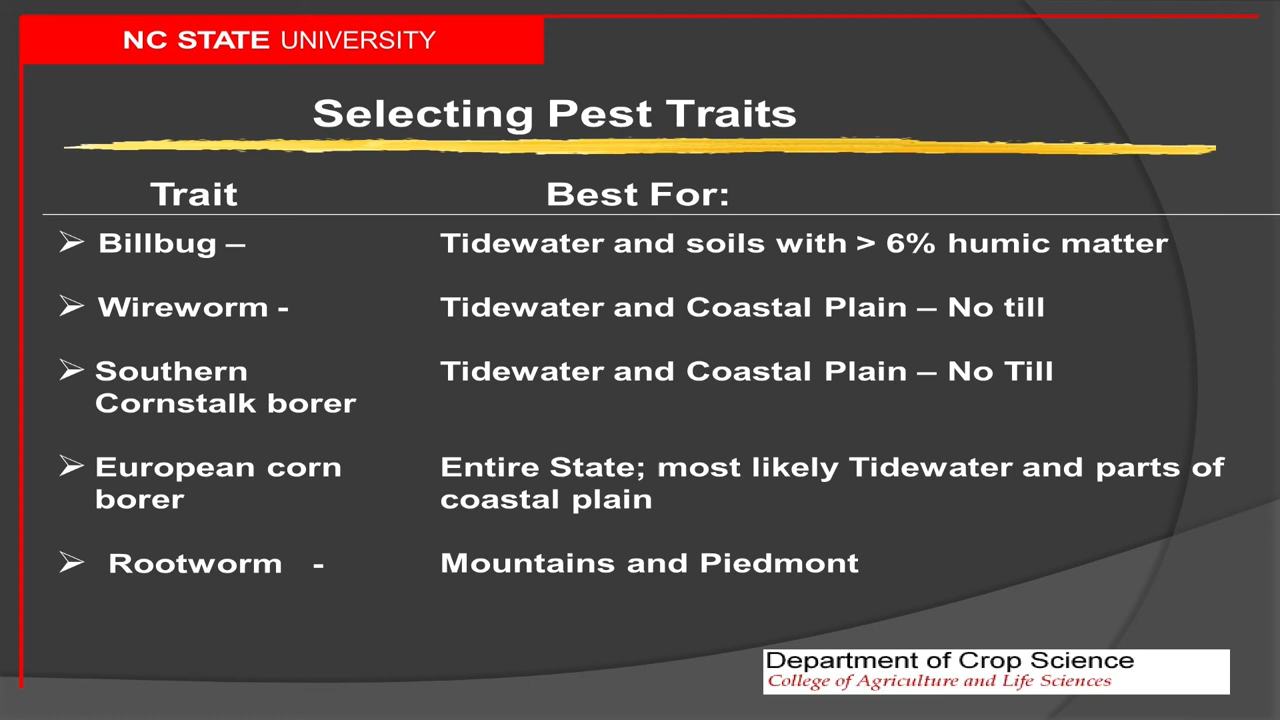 NC STATE UNIVERSITY
Selecting Pest Traits
Trait Best For:
Billbug – Tidewater and soils with > 6% humic matter
Wireworm - Tidewater and Coastal Plain – No till
Southern Tidewater and Coastal Plain – No Till
Cornstalk borer
European corn Entire State; most likely Tidewater and parts of
borer coastal plain
Rootworm - Mountains and Piedmont
Department of Crop Science
College of Agriculture and Life Sciences